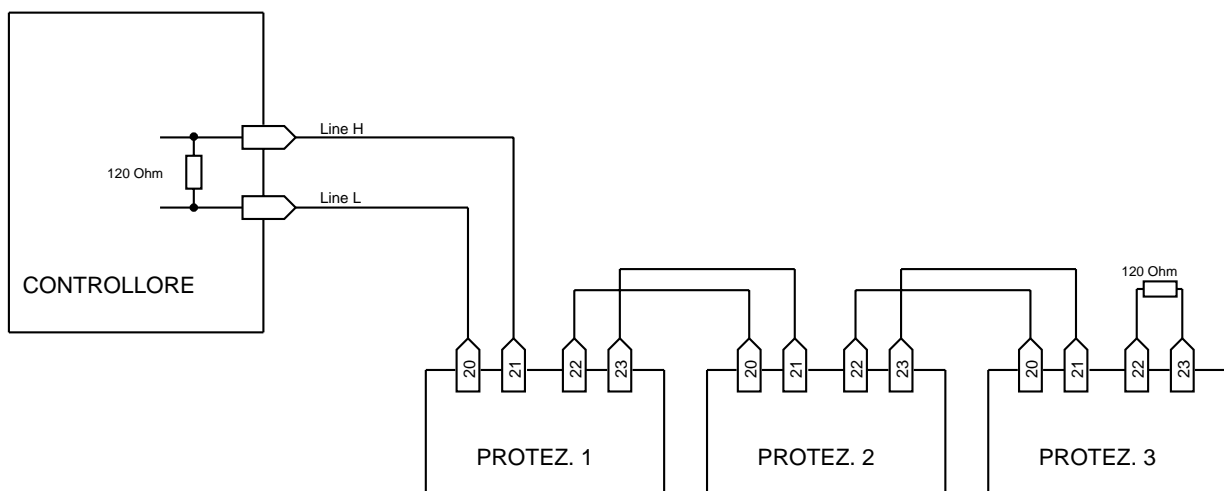 Line H
120 Ohm
Line L
CONTROLLORE
120 Ohm
20 21 22 23 20 21 22 23 20 21 22 23
PROTEZ. 1 PROTEZ. 2 PROTEZ. 3